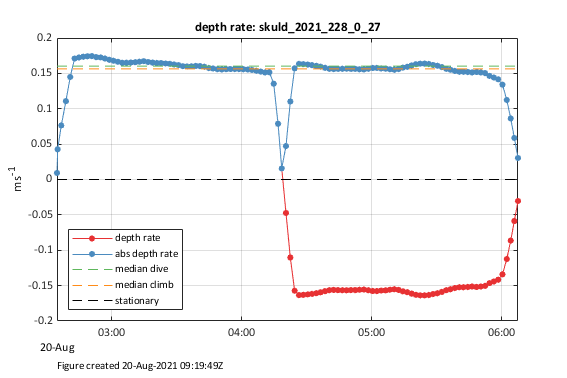 depth rate: skuld_2021_228_0_27
0.2
0.15
0.1
0.05
0
-0.05
-0.1
-0.15
-0.2
ms⁻¹
depth rate
abs depth rate
median dive
median climb
stationary
03:00 04:00 05:00 06:00
20-Aug
Figure created 20-Aug-2021 09:19:49Z